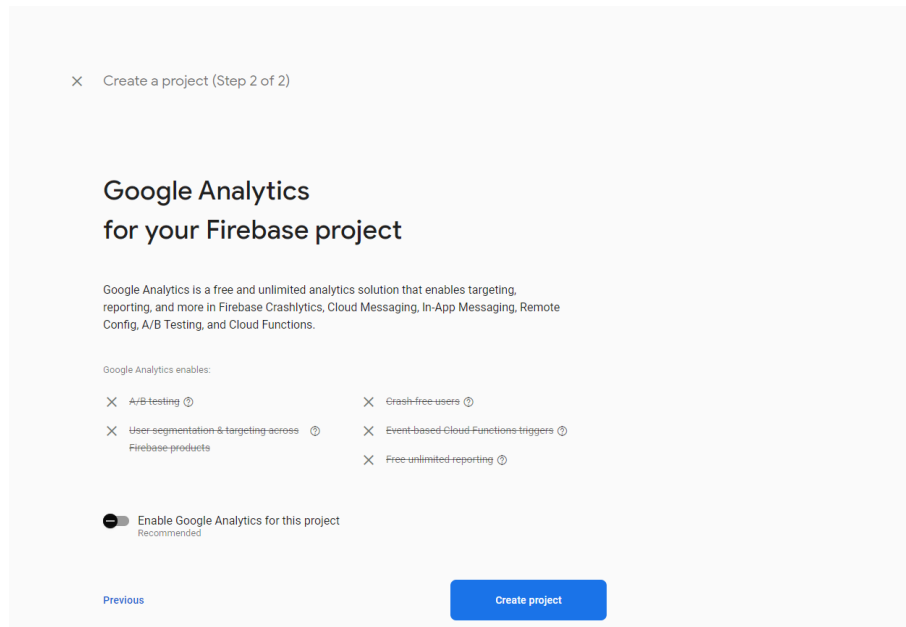 Create a project (Step 2 of 2)
Google Analytics
for your Firebase project
Google Analytics is a free and unlimited analytics solution that enables targeting,
reporting, and more in Firebase Crashlytics, Cloud Messaging, In-App Messaging, Remote
Config, A/B Testing, and Cloud Functions.
Google Analytics enables:
A/B testing
User segmentation & targeting across
Firebase products
Crash-free users
Event-based Cloud Functions triggers
Free unlimited reporting
Enable Google Analytics for this project
Recommended
Previous
Create project